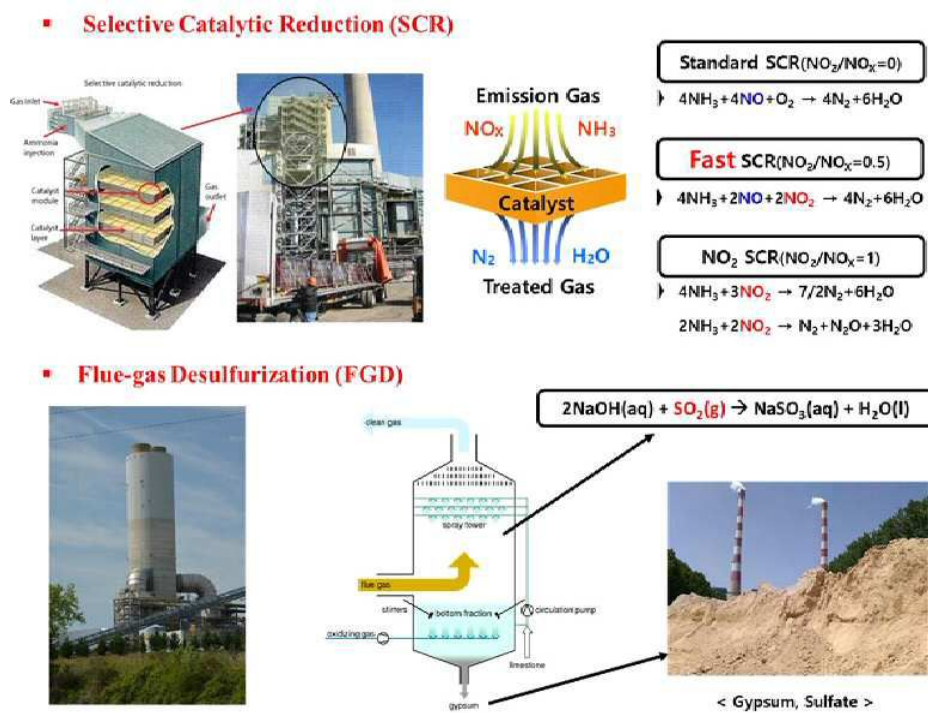 ▪ Selective Catalytic Reduction (SCR)
Selective catalytic reduction
Gas inlet
Ammonia
injection
Catalyst
module
Catalyst
layer
Gas
outlet
Emission Gas
NOX NH₃
Catalyst
N₂ H₂O
Treated Gas
Standard SCR(NO₂/NOX=0)
4NH₃+4NO+O₂ → 4N₂+6H₂O
Fast SCR(NO₂/NOX=0.5)
4NH₃+2NO+2NO₂ → 4N₂+6H₂O
NO₂ SCR(NO₂/NOX=1)
4NH₃+3NO₂ → 7/2N₂+6H₂O
2NH₃+2NO₂ → N₂+N₂O+3H₂O
▪ Flue-gas Desulfurization (FGD)
2NaOH(aq) + SO₂(g) → NaSO₃(aq) + H₂O(l)
clean gas
spray tower
flue gas
stirrers
bottom fraction
circulation pump
oxidizing gas
limestone
gypsum
< Gypsum, Sulfate >